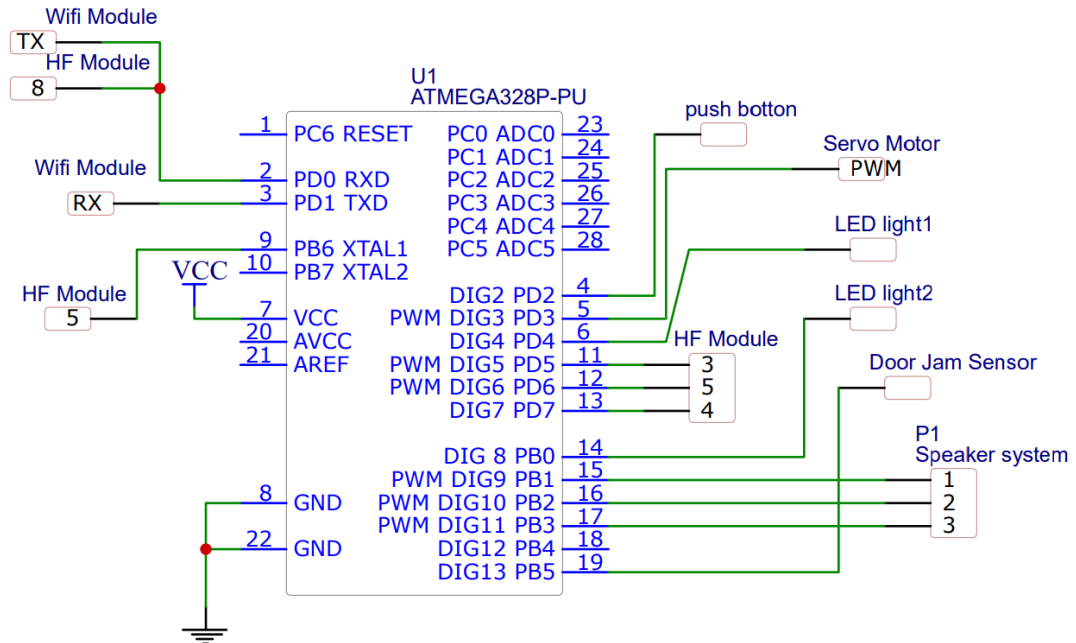 Wifi Module
TX
HF Module
8
U1
ATMEGA328P-PU
push botton
Servo Motor
PWM
Wifi Module
RX
LED light1
VCC
HF Module
5
LED light2
HF Module
3
5
4
Door Jam Sensor
P1
Speaker system
1
2
3
1 PC6 RESET
2 PD0 RXD
3 PD1 TXD
9 PB6 XTAL1
10 PB7 XTAL2
7 VCC
20 AVCC
21 AREF
8 GND
22 GND
PC0 ADC0 23
PC1 ADC1 24
PC2 ADC2 25
PC3 ADC3 26
PC4 ADC4 27
PC5 ADC5 28
DIG2 PD2 4
PWM DIG3 PD3 5
DIG4 PD4 6
PWM DIG5 PD5 11
PWM DIG6 PD6 12
DIG7 PD7 13
DIG 8 PB0 14
PWM DIG9 PB1 15
PWM DIG10 PB2 16
PWM DIG11 PB3 17
DIG12 PB4 18
DIG13 PB5 19